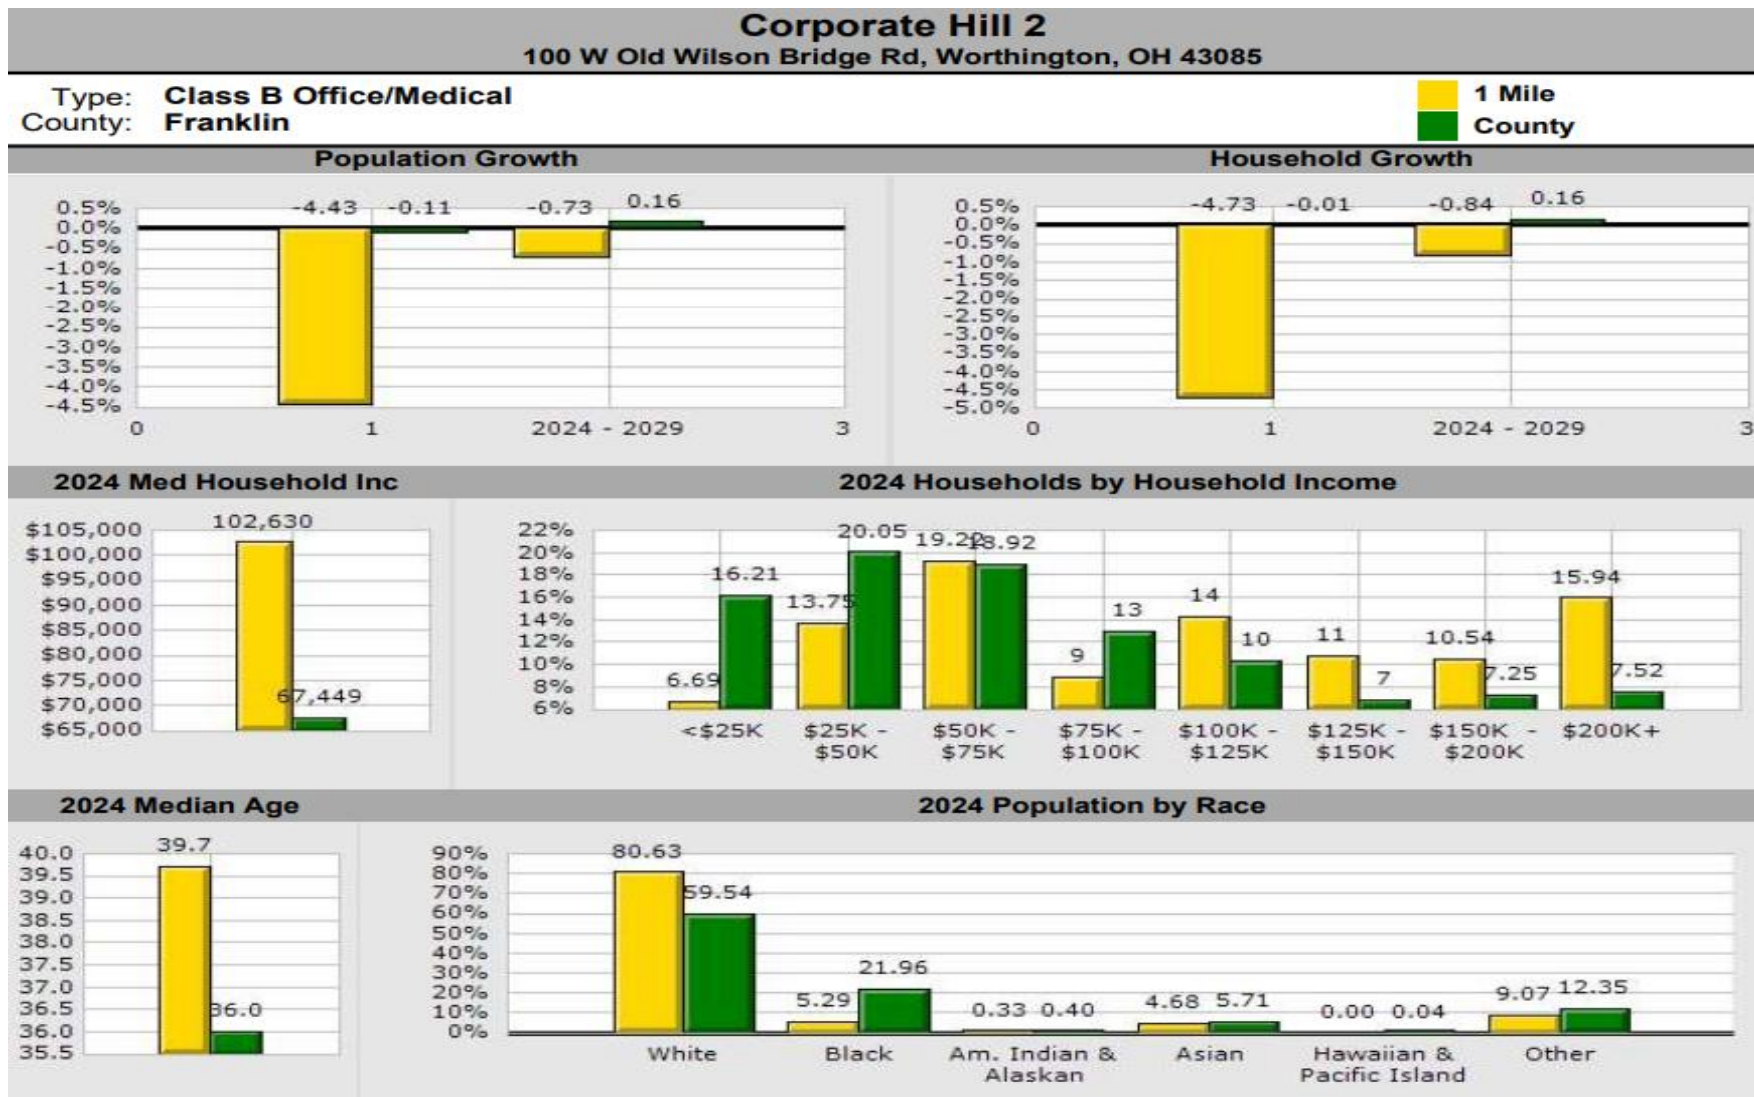 Corporate Hill 2
100 W Old Wilson Bridge Rd, Worthington, OH 43085
Type: Class B Office/Medical
County: Franklin
1 Mile
County
Population Growth
0.5%
0.0%
-0.5%
-1.0%
-1.5%
-2.0%
-2.5%
-3.0%
-3.5%
-4.0%
-4.5%
-4.43 -0.11 -0.73 0.16
0 1 2024 - 2029 3
Household Growth
0.5%
0.0%
-0.5%
-1.0%
-1.5%
-2.0%
-2.5%
-3.0%
-3.5%
-4.0%
-4.5%
-5.0%
-4.73 -0.01 -0.84 0.16
0 1 2024 - 2029 3
2024 Med Household Inc
$105,000
$100,000
$95,000
$90,000
$85,000
$80,000
$75,000
$70,000
$65,000
102,630
67,449
2024 Households by Household Income
22%
20%
18%
16%
14%
12%
10%
8%
6%
6.69 16.21 13.75 20.05 19.22 18.92 9 13 14 10 11 7 10.54 7.25 15.94 7.52
<$25K $25K - $50K - $75K - $100K - $125K - $150K - $200K+
$50K $75K $100K $125K $150K $200K
2024 Median Age
40.0
39.5
39.0
38.5
38.0
37.5
37.0
36.5
36.0
35.5
39.7
36.0
2024 Population by Race
90%
80%
70%
60%
50%
40%
30%
20%
10%
0%
80.63 59.54 5.29 21.96 0.33 0.40 4.68 5.71 0.00 0.04 9.07 12.35
White Black Am. Indian & Asian Hawaiian & Other
Alaskan Pacific Island